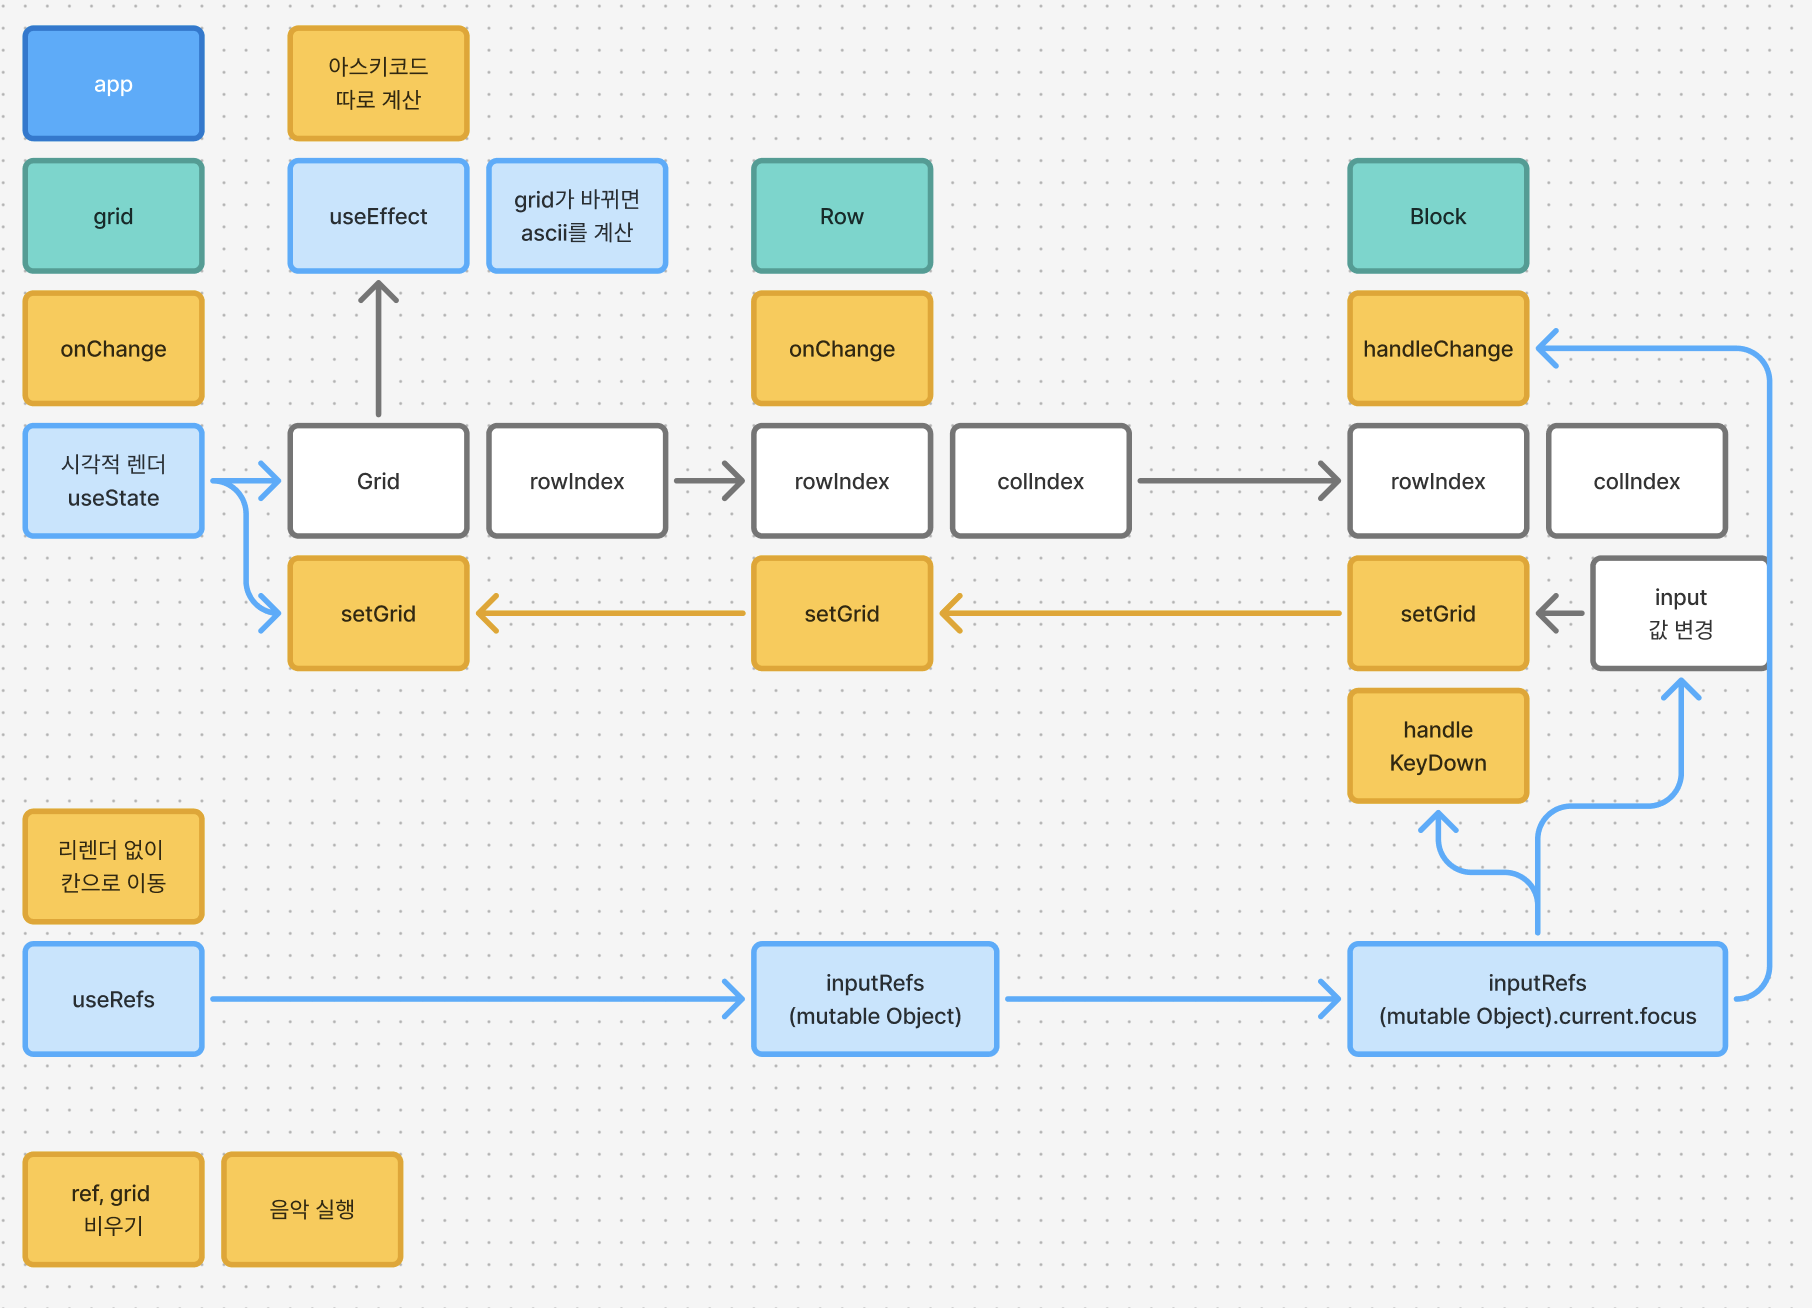 app
아스키코드
따로 계산
grid
useEffect
grid가 바뀌면
ascii를 계산
Row
Block
onChange
onChange
handleChange
시각적 렌더
useState
Grid
rowIndex
rowIndex
colIndex
rowIndex
colIndex
setGrid
setGrid
setGrid
input
값 변경
handle
KeyDown
리렌더 없이
칸으로 이동
useRefs
inputRefs
(mutable Object)
inputRefs
(mutable Object).current.focus
ref, grid
비우기
음악 실행